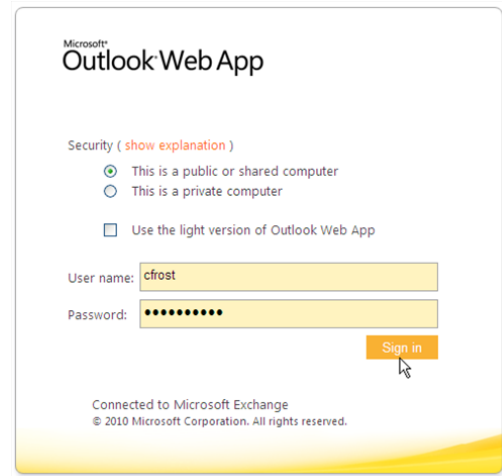 Microsoft®
Outlook Web App
Security ( show explanation )
This is a public or shared computer
This is a private computer
Use the light version of Outlook Web App
User name: cfrost
Password: ••••••••••
Sign in
Connected to Microsoft Exchange
© 2010 Microsoft Corporation. All rights reserved.